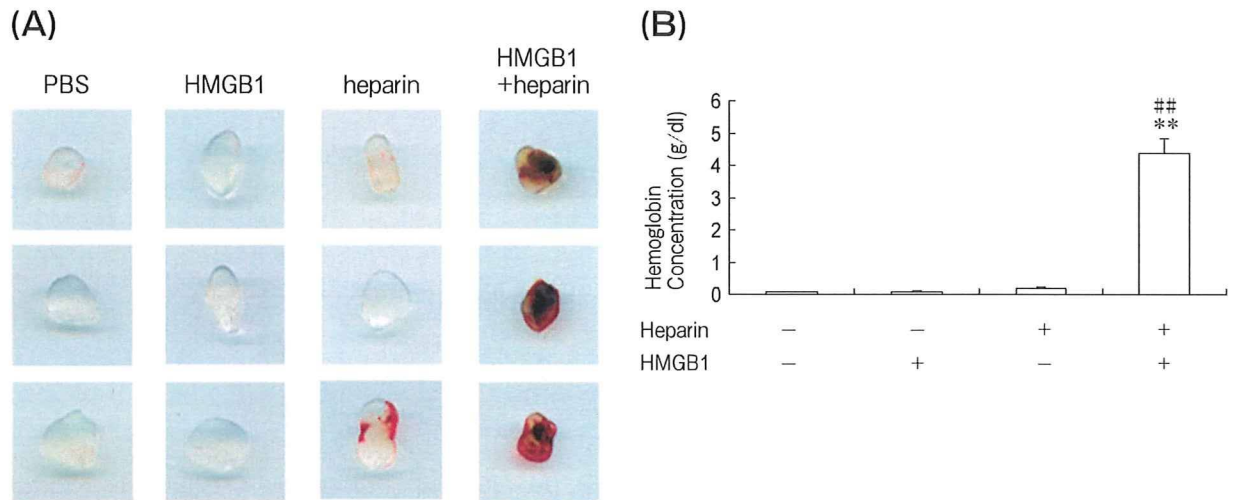 (A)
PBS
HMGB1
heparin
HMGB1
+heparin
(B)
Hemoglobin
Concentration (g/dl)
6
5
4
3
2
1
0
##
**
Heparin − − + +
HMGB1 − + − +